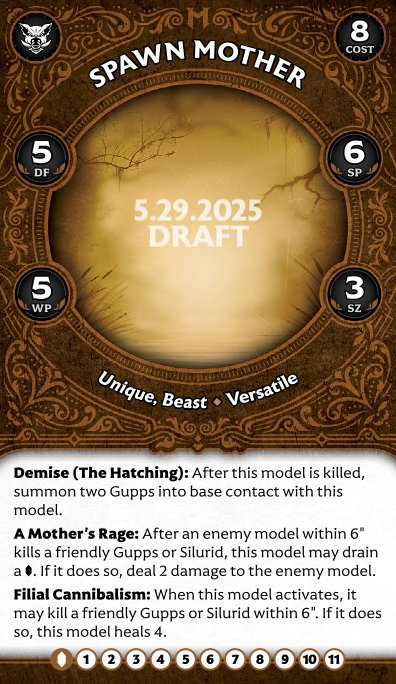 SPAWN MOTHER
8
COST
5
DF
6
SP
5.29.2025
DRAFT
5
WP
3
SZ
Unique, Beast ◆ Versatile
Demise (The Hatching): After this model is killed,
summon two Gupps into base contact with this
model.
A Mother's Rage: After an enemy model within 6"
kills a friendly Gupps or Silurid, this model may drain
a. If it does so, deal 2 damage to the enemy model.
Filial Cannibalism: When this model activates, it
may kill a friendly Gupps or Silurid within 6". If it does
so, this model heals 4.
1 2 3 4 5 6 7 8 9 10 11